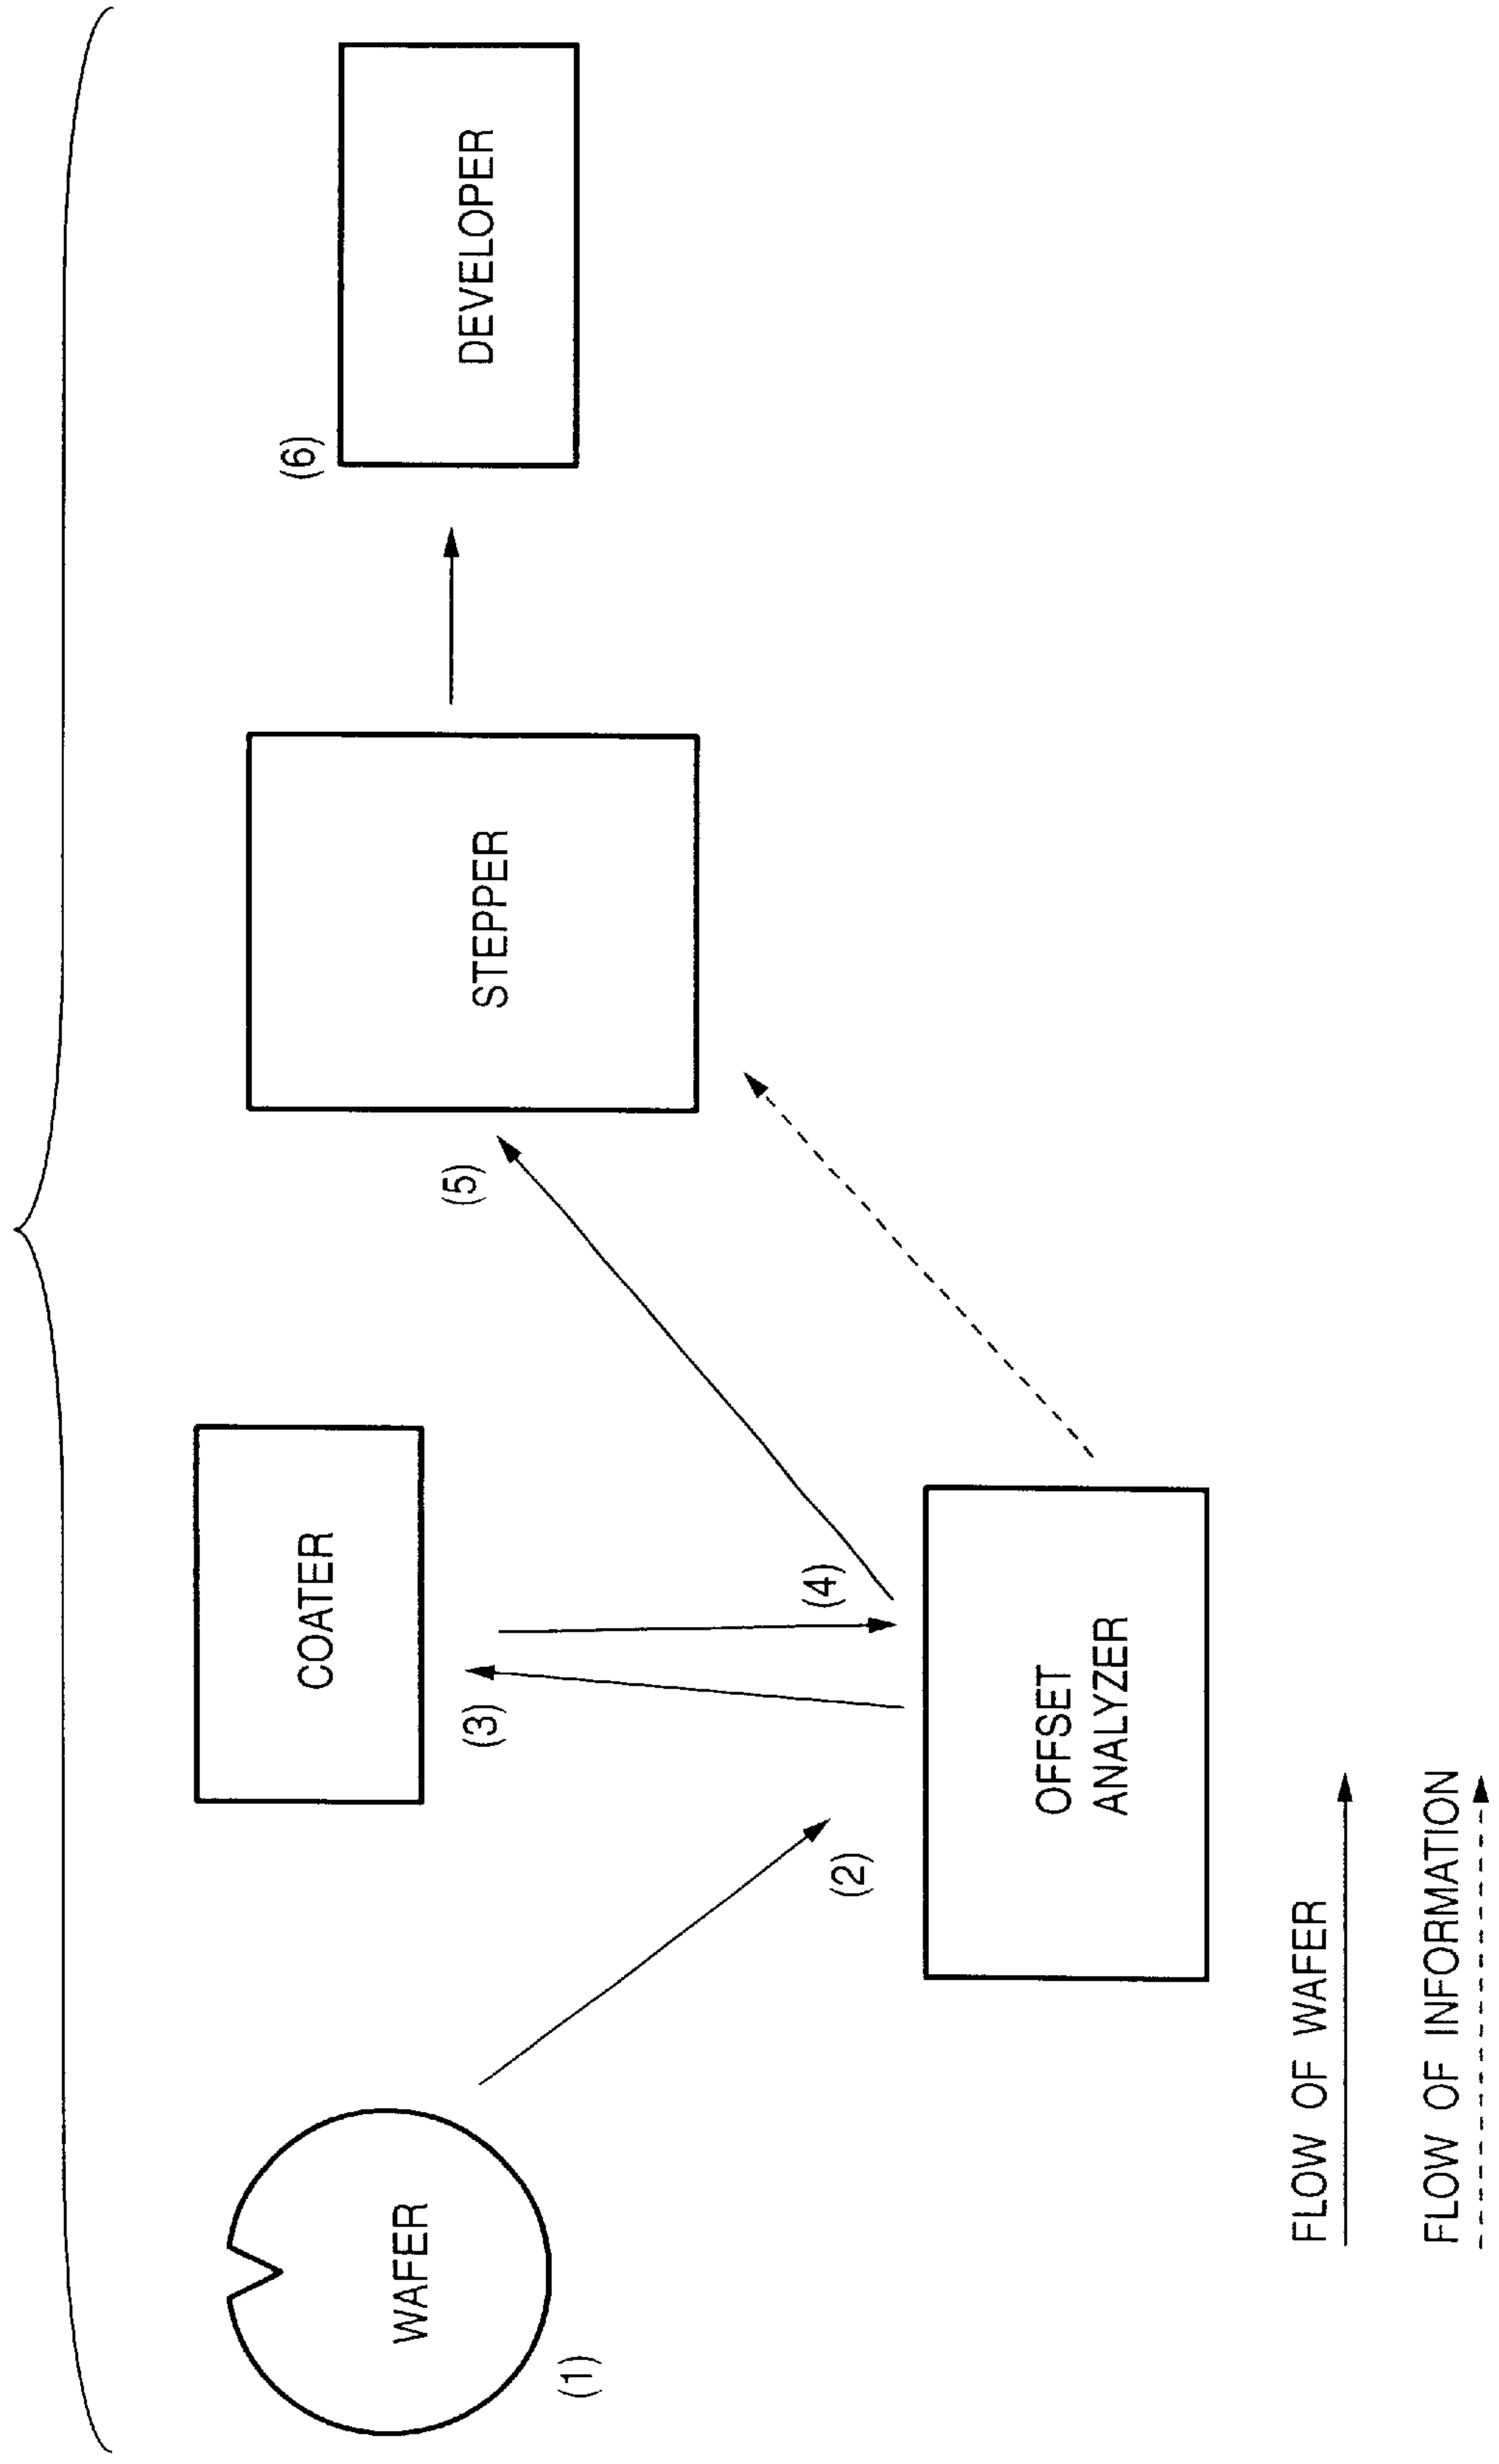 (1)
WAFER
(2)
(3)
COATER
(4)
OFFSET
ANALYZER
(5)
STEPPER
(6)
DEVELOPER
FLOW OF WAFER
FLOW OF INFORMATION